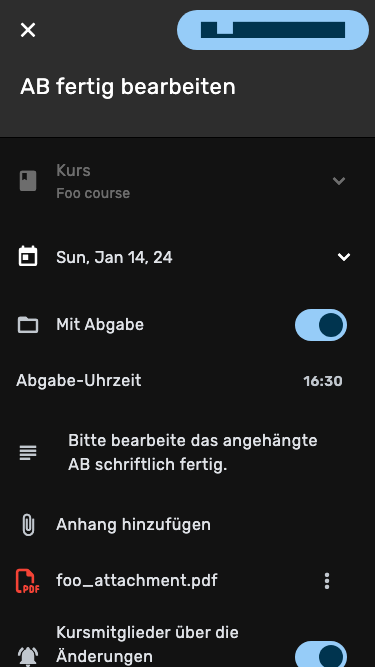 AB fertig bearbeiten
Kurs
Foo course
Sun, Jan 14, 24
Mit Abgabe
Abgabe-Uhrzeit
16:30
Bitte bearbeite das angehängte
AB schriftlich fertig.
Anhang hinzufügen
PDF
foo_attachment.pdf
Kursmitglieder über die
Änderungen